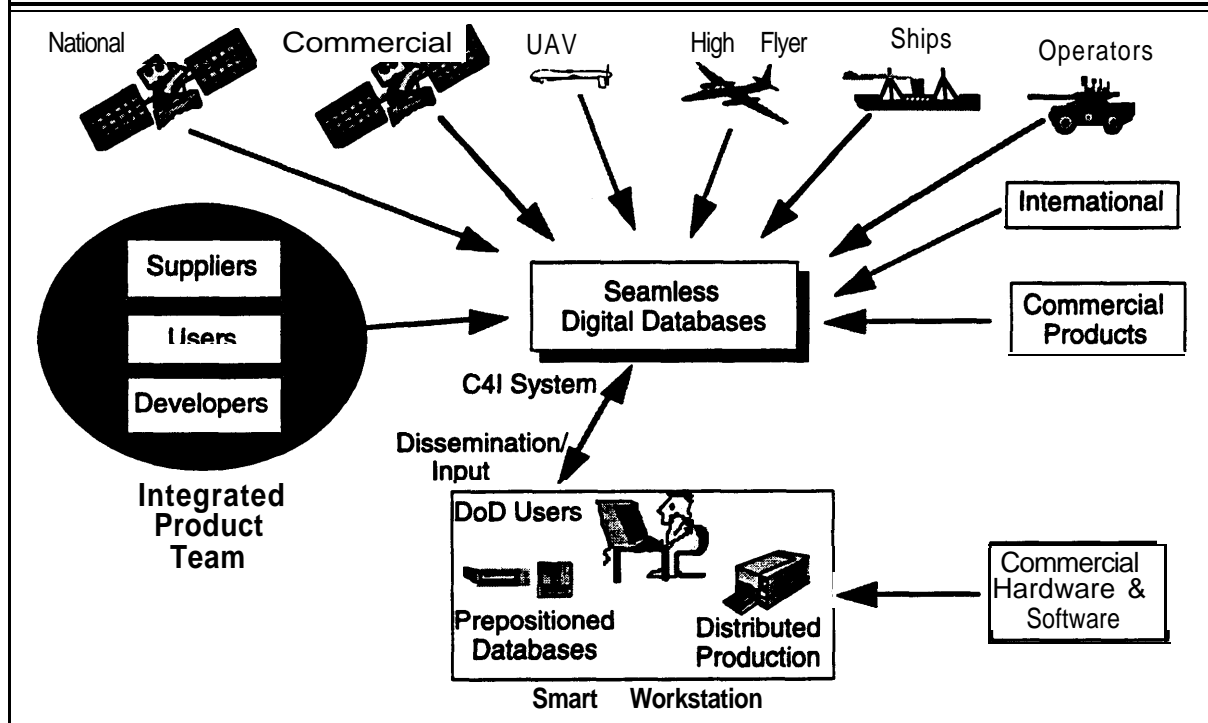 National
Commercial
UAV
High Flyer
Ships
Operators
International
Suppliers
Users
Developers
Seamless
Digital Databases
Commercial
Products
C4I System
Dissemination/
Input
Integrated
Product
Team
DoD Users
Prepositioned
Databases
Distributed
Production
Commercial
Hardware &
Software
Smart Workstation